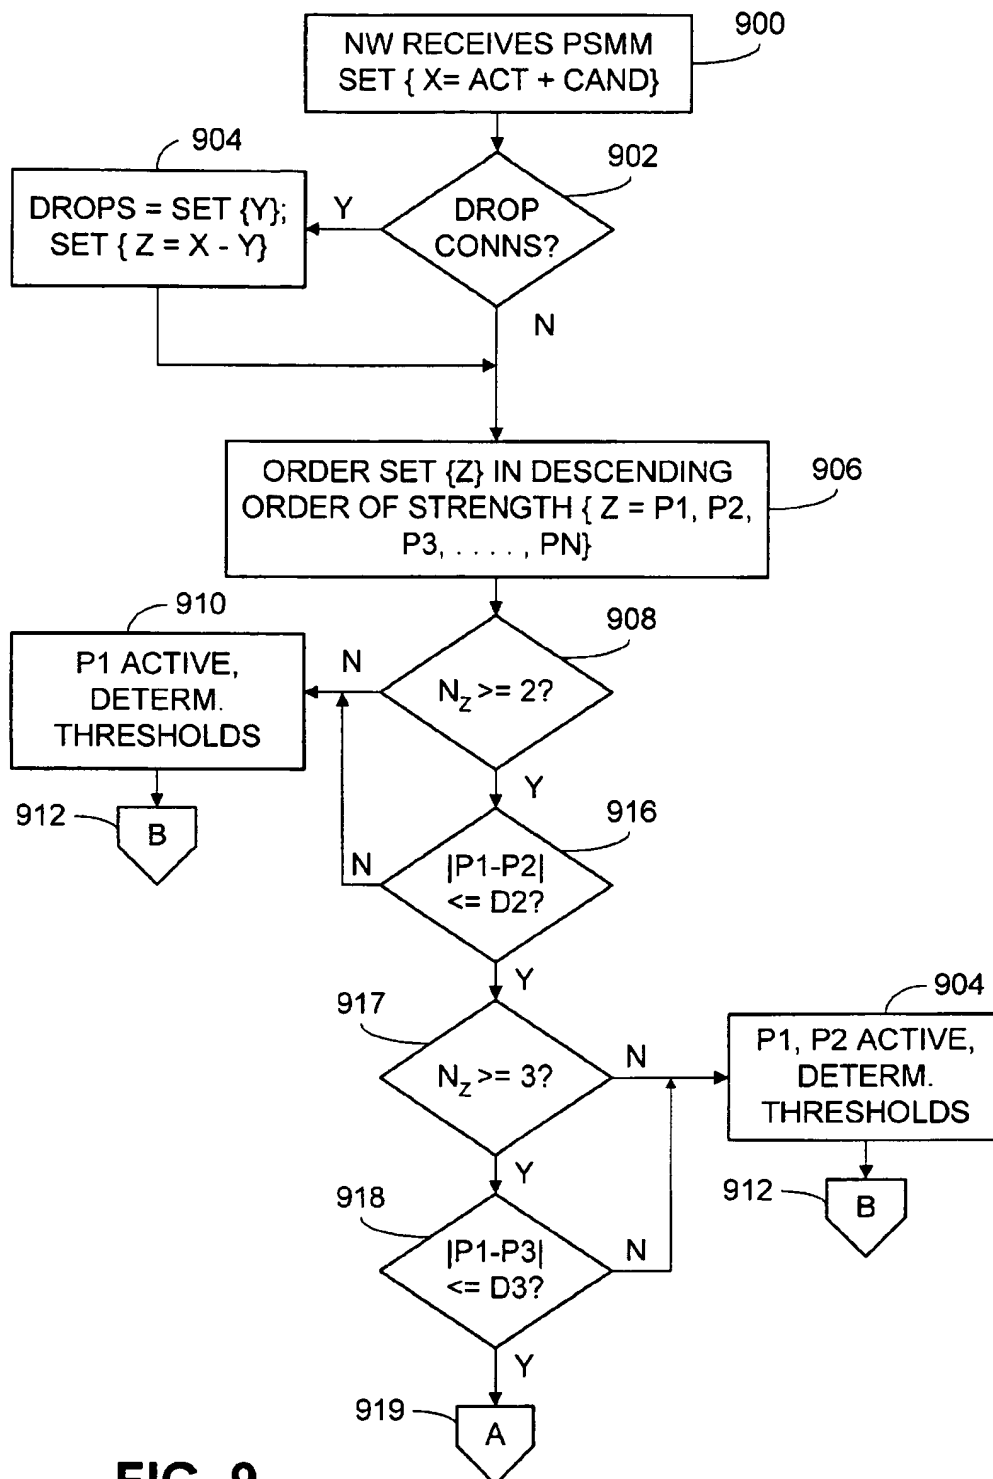 900
NW RECEIVES PSMM
SET { X= ACT + CAND}
904
902
DROPS = SET {Y};
SET { Z = X - Y}
Y
DROP
CONNS?
N
906
ORDER SET {Z} IN DESCENDING
ORDER OF STRENGTH { Z = P1, P2,
P3, . . . . , PN}
910
908
P1 ACTIVE,
DETERM.
THRESHOLDS
N
NZ >= 2?
Y
912
B
916
N
|P1-P2|
<= D2?
Y
917
904
NZ >= 3?
N
P1, P2 ACTIVE,
DETERM.
THRESHOLDS
Y
918
912
B
|P1-P3|
<= D3?
N
Y
919
A
FIG. 9